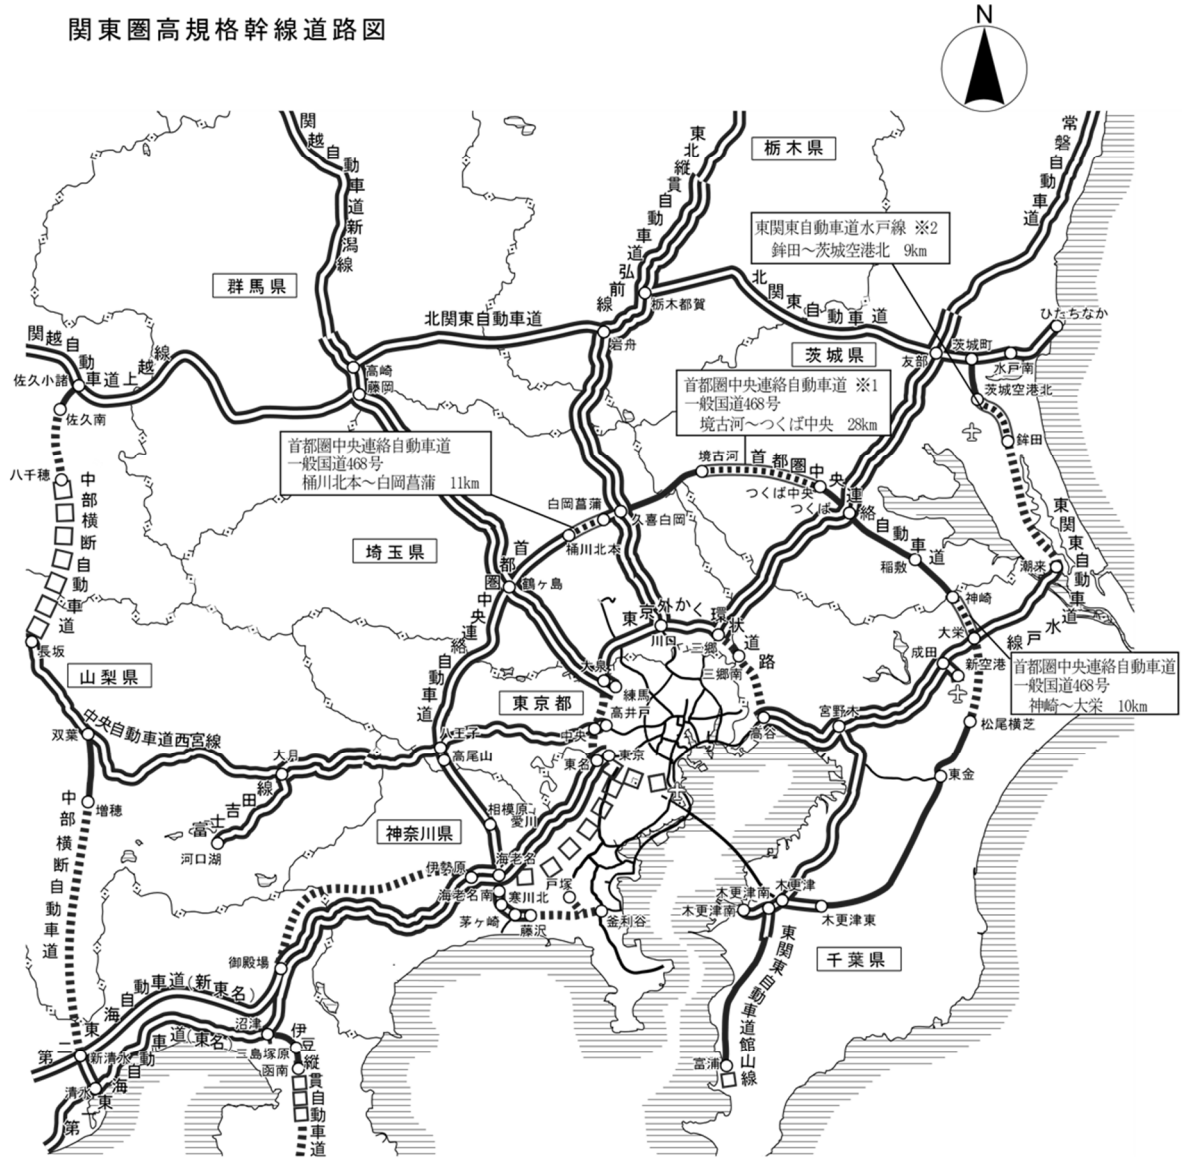 関東圏高規格幹線道路図
N
関越自動車道新潟線
東北縦貫自動車道弘前線
栃木県
常磐自動車道
東関東自動車道水戸線 ※2
鉾田～茨城空港北 9km
群馬県
北関東自動車道
栃木都賀
北関東自動車道
ひたちなか
関越自動車道上越線
岩舟
茨城県
友部
茨城町
水戸南
佐久小諸
高崎
藤岡
茨城空港北
佐久南
首都圏中央連絡自動車道 ※1
一般国道468号
境古河～つくば中央 28km
鉾田
首都圏中央連絡自動車道
一般国道468号
桶川北本～白岡菖蒲 11km
八千穂
中部横断自動車道
境古河
首都圏中央連絡自動車道
つくば中央
つくば
白岡菖蒲
久喜白岡
桶川北本
埼玉県
稲敷
東関東自動車道水戸線
潮来
首都圏中央連絡自動車道
鶴ヶ島
神崎
東京外かく環状道路
川口
三郷
三郷南
大栄
成田
新空港
長坂
山梨県
大泉
練馬
首都圏中央連絡自動車道
一般国道468号
神崎～大栄 10km
東京都
高井戸
中央
高谷
宮野木
松尾横芝
双葉
中央自動車道西宮線
八王子
高尾山
東名
東京
大月
東金
富士吉田線
河口湖
中部横断自動車道
増穂
相模原愛川
神奈川県
伊勢原
海老名
海老名南
寒川北
戸塚
茅ヶ崎
藤沢
釜利谷
木更津南
木更津
木更津南
木更津東
東関東自動車道館山線
千葉県
御殿場
第二東海自動車道(新東名)
沼津
新清水
第一東海自動車道(東名)
三島塚原
函南
伊豆縦貫自動車道
清水
富浦